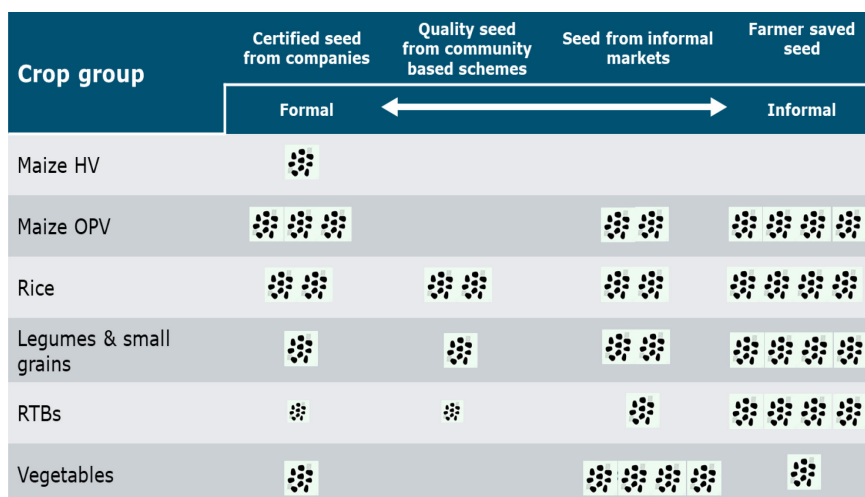 Crop group
Certified seed
from companies
Quality seed
from community
based schemes
Seed from informal
markets
Farmer saved
seed
Formal
Informal
Maize HV
Maize OPV
Rice
Legumes & small
grains
RTBs
Vegetables